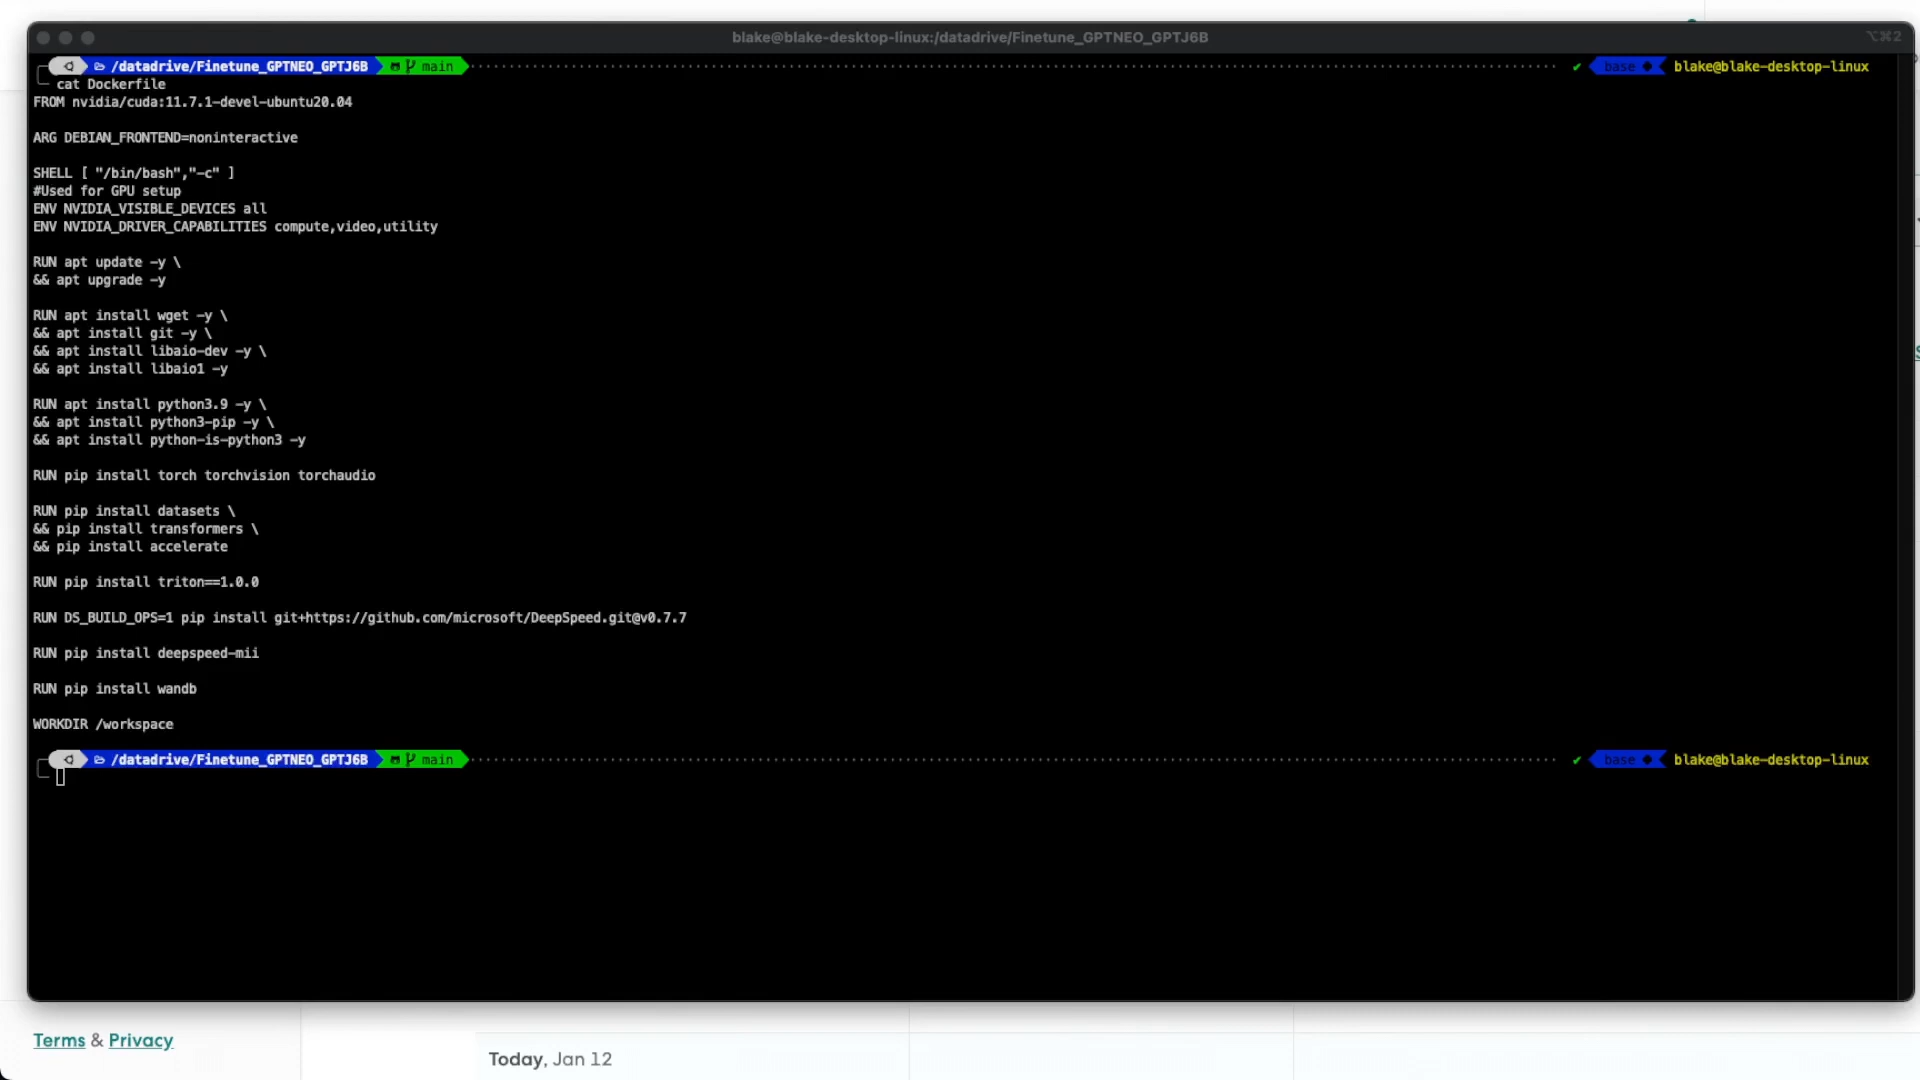 blake@blake-desktop-linux:/datadrive/Finetune_GPTNEO_GPTJ6B
⌥⌘2
/datadrive/Finetune_GPTNEO_GPTJ6B main ✔ base blake@blake-desktop-linux
cat Dockerfile
FROM nvidia/cuda:11.7.1-devel-ubuntu20.04
ARG DEBIAN_FRONTEND=noninteractive
SHELL [ "/bin/bash","-c" ]
#Used for GPU setup
ENV NVIDIA_VISIBLE_DEVICES all
ENV NVIDIA_DRIVER_CAPABILITIES compute,video,utility
RUN apt update -y \
&& apt upgrade -y
RUN apt install wget -y \
&& apt install git -y \
&& apt install libaio-dev -y \
&& apt install libaio1 -y
RUN apt install python3.9 -y \
&& apt install python3-pip -y \
&& apt install python-is-python3 -y
RUN pip install torch torchvision torchaudio
RUN pip install datasets \
&& pip install transformers \
&& pip install accelerate
RUN pip install triton==1.0.0
RUN DS_BUILD_OPS=1 pip install git+https://github.com/microsoft/DeepSpeed.git@v0.7.7
RUN pip install deepspeed-mii
RUN pip install wandb
WORKDIR /workspace
/datadrive/Finetune_GPTNEO_GPTJ6B main ✔ base blake@blake-desktop-linux
Terms & Privacy
Today, Jan 12